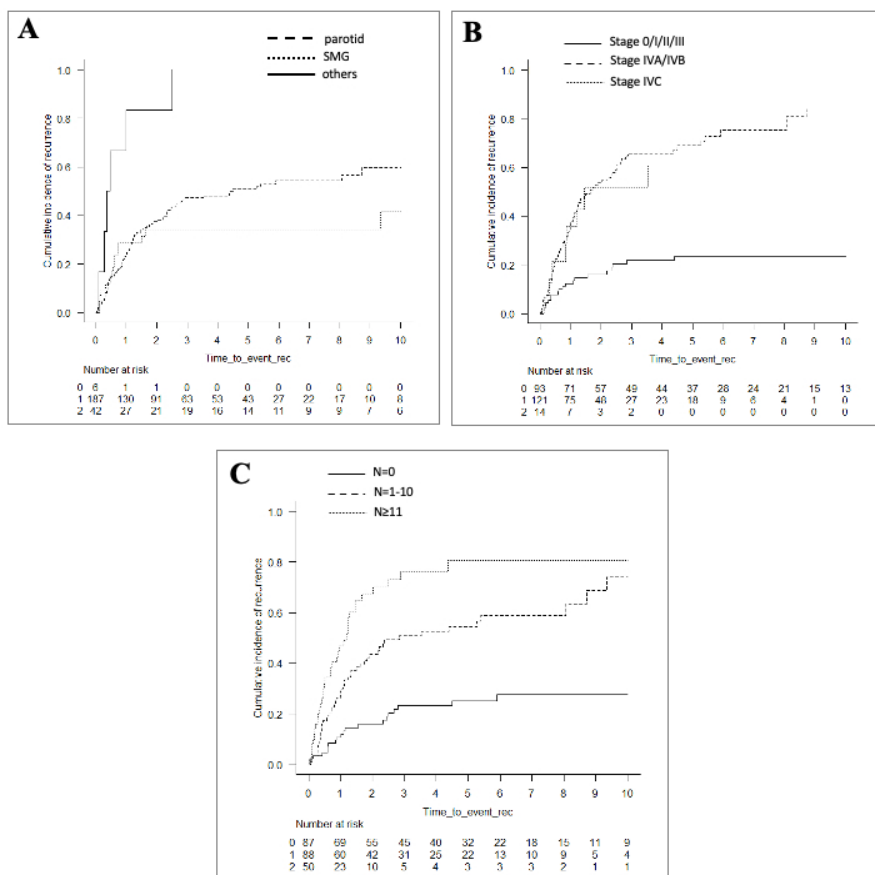 A
parotid
SMG
others
1.0
0.8
0.6
0.4
0.2
0.0
Cumulative incidence of recurrence
0 1 2 3 4 5 6 7 8 9 10
Time_to_event_rec
Number at risk
0 6 1 1 0 0 0 0 0 0 0 0
1 187 130 91 63 53 43 27 22 17 10 8
2 42 27 21 19 16 14 11 9 9 7 6
B
Stage 0/I/II/III
Stage IVA/IVB
Stage IVC
1.0
0.8
0.6
0.4
0.2
0.0
Cumulative incidence of recurrence
0 1 2 3 4 5 6 7 8 9 10
Time_to_event_rec
Number at risk
0 93 71 57 49 44 37 28 24 21 15 13
1 121 75 48 27 23 18 9 6 4 1 0
2 14 7 3 2 0 0 0 0 0 0 0
C
N=0
N=1-10
N≥11
1.0
0.8
0.6
0.4
0.2
0.0
Cumulative incidence of recurrence
0 1 2 3 4 5 6 7 8 9 10
Time_to_event_rec
Number at risk
0 87 69 55 45 40 32 22 18 15 11 9
1 88 60 42 31 25 22 13 10 9 5 4
2 50 23 10 5 4 3 3 3 2 1 1